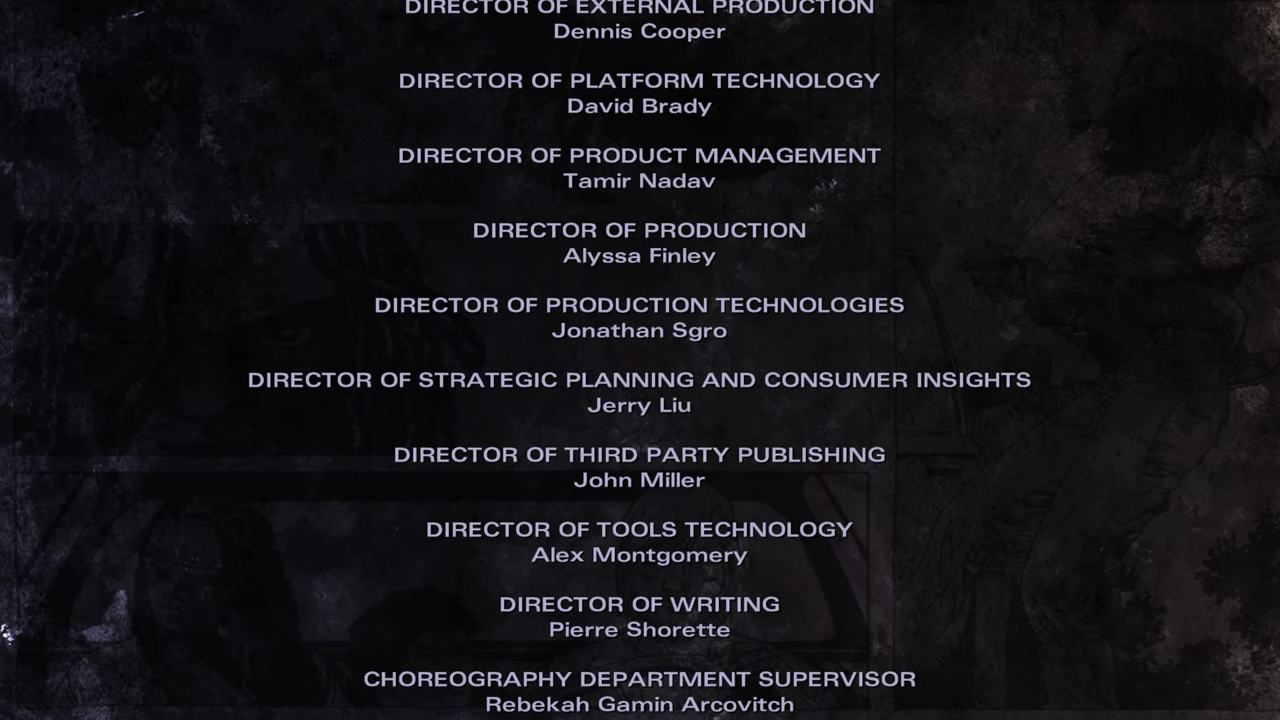 DIRECTOR OF EXTERNAL PRODUCTION
Dennis Cooper
DIRECTOR OF PLATFORM TECHNOLOGY
David Brady
DIRECTOR OF PRODUCT MANAGEMENT
Tamir Nadav
DIRECTOR OF PRODUCTION
Alyssa Finley
DIRECTOR OF PRODUCTION TECHNOLOGIES
Jonathan Sgro
DIRECTOR OF STRATEGIC PLANNING AND CONSUMER INSIGHTS
Jerry Liu
DIRECTOR OF THIRD PARTY PUBLISHING
John Miller
DIRECTOR OF TOOLS TECHNOLOGY
Alex Montgomery
DIRECTOR OF WRITING
Pierre Shorette
CHOREOGRAPHY DEPARTMENT SUPERVISOR
Rebekah Gamin Arcovitch